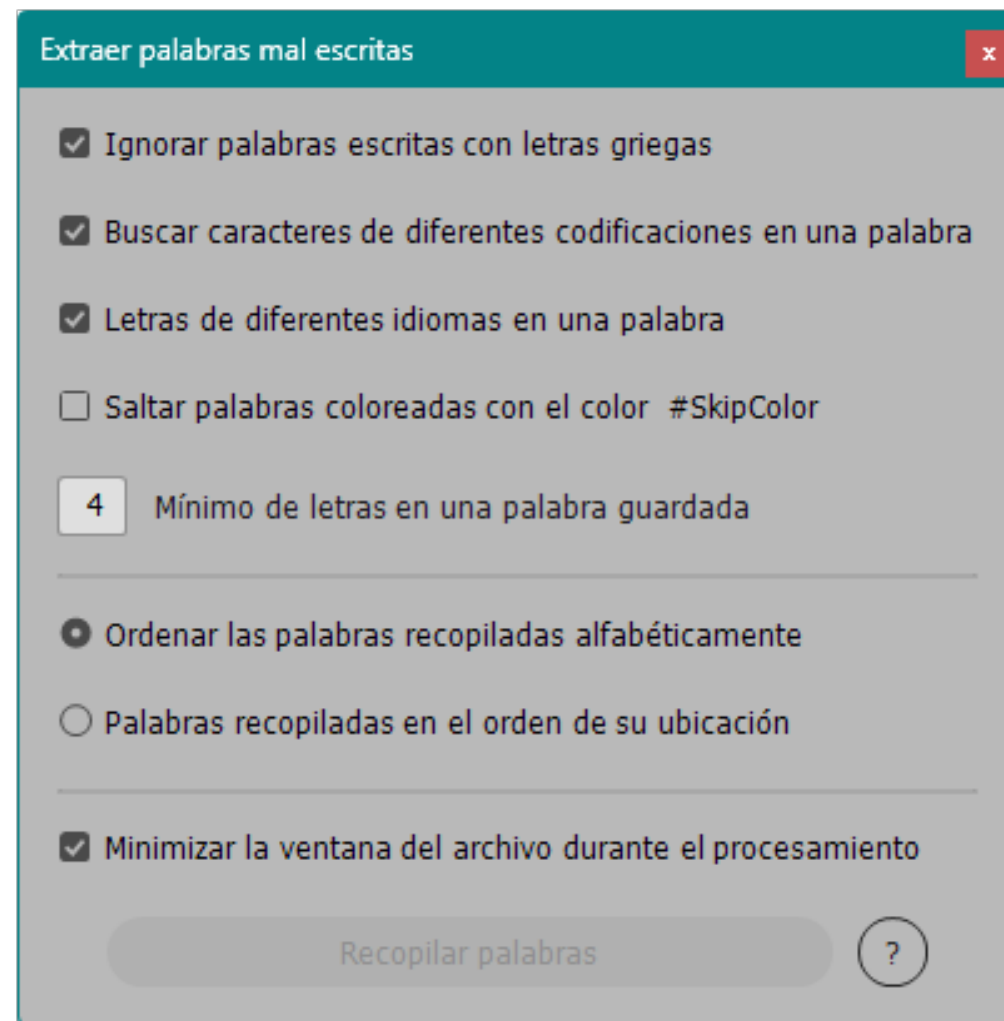 Extraer palabras mal escritas
x
Ignorar palabras escritas con letras griegas
Buscar caracteres de diferentes codificaciones en una palabra
Letras de diferentes idiomas en una palabra
Saltar palabras coloreadas con el color  #SkipColor
4 Mínimo de letras en una palabra guardada
Ordenar las palabras recopiladas alfabéticamente
Palabras recopiladas en el orden de su ubicación
Minimizar la ventana del archivo durante el procesamiento
Recopilar palabras ?